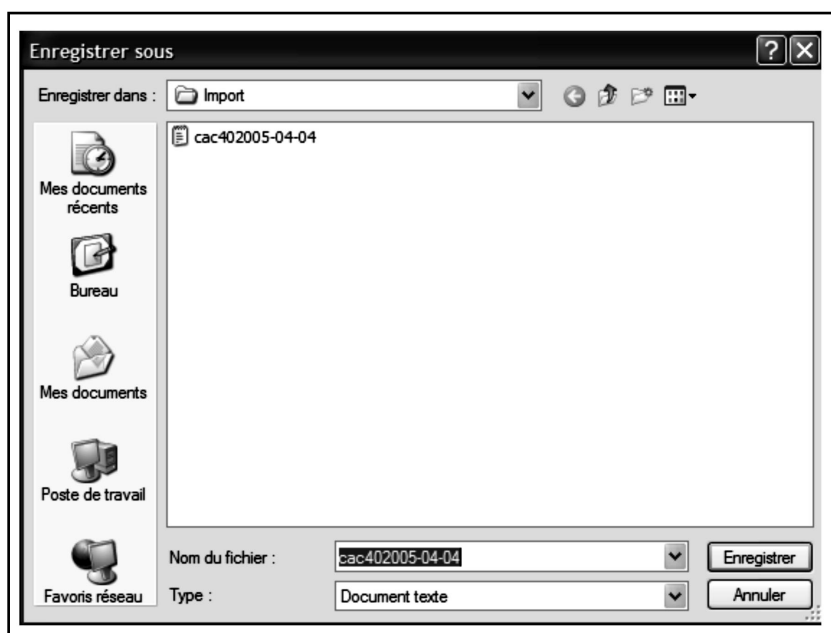 Enregistrer sous
Enregistrer dans :
Import
cac402005-04-04
Mes documents
récents
Bureau
Mes documents
Poste de travail
Favoris réseau
Nom du fichier :
cac402005-04-04
Enregistrer
Type :
Document texte
Annuler